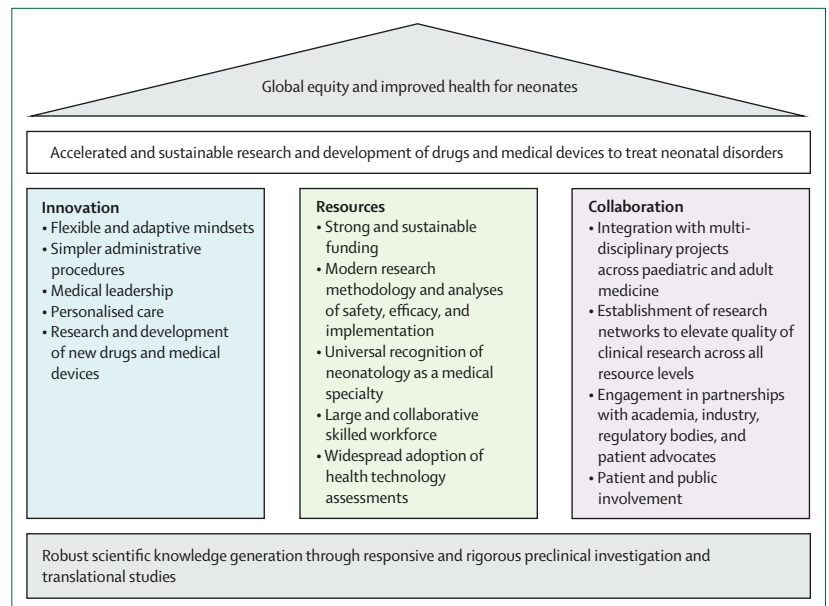 Global equity and improved health for neonates
Accelerated and sustainable research and development of drugs and medical devices to treat neonatal disorders
Innovation
• Flexible and adaptive mindsets
• Simpler administrative
procedures
• Medical leadership
• Personalised care
• Research and development
of new drugs and medical
devices
Resources
• Strong and sustainable
funding
• Modern research
methodology and analyses
of safety, efficacy, and
implementation
• Universal recognition of
neonatology as a medical
specialty
• Large and collaborative
skilled workforce
• Widespread adoption of
health technology
assessments
Collaboration
• Integration with multi-
disciplinary projects
across paediatric and adult
medicine
• Establishment of research
networks to elevate quality of
clinical research across all
resource levels
• Engagement in partnerships
with academia, industry,
regulatory bodies, and
patient advocates
• Patient and public
involvement
Robust scientific knowledge generation through responsive and rigorous preclinical investigation and
translational studies